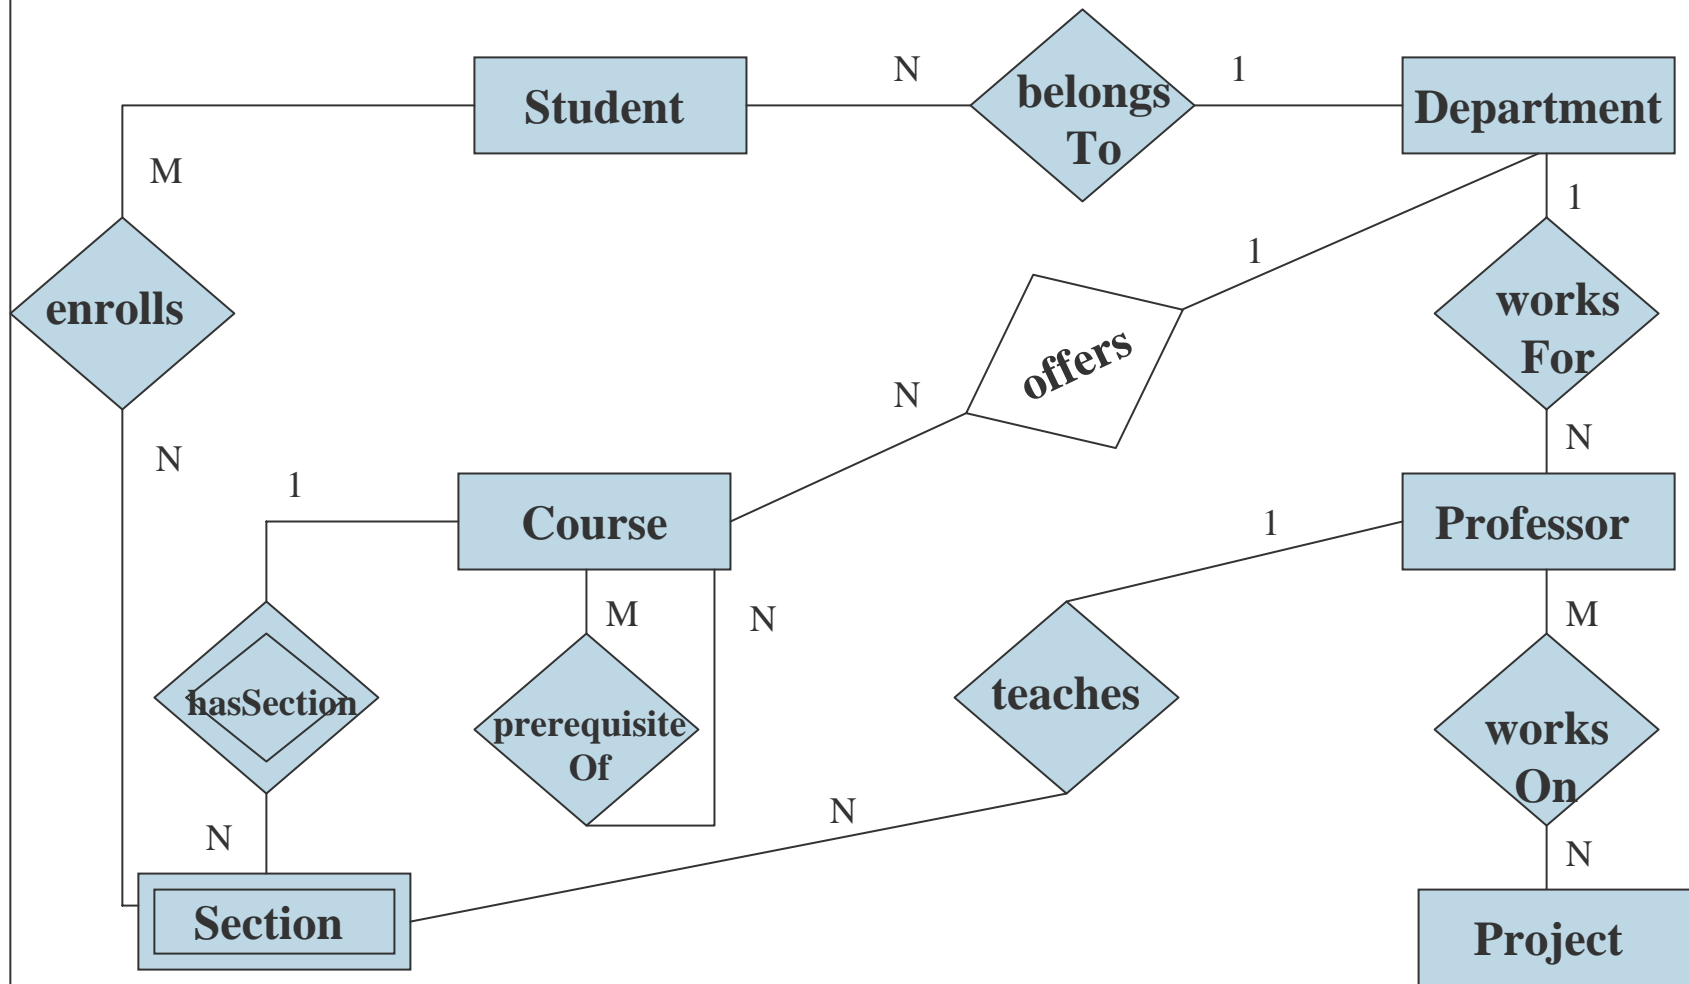 N
1
Student
belongs
To
Department
M
1
1
enrolls
works
For
offers
N
N
N
1
Course
1
Professor
M
N
M
hasSection
prerequisite
Of
teaches
works
On
N
N
N
Section
Project